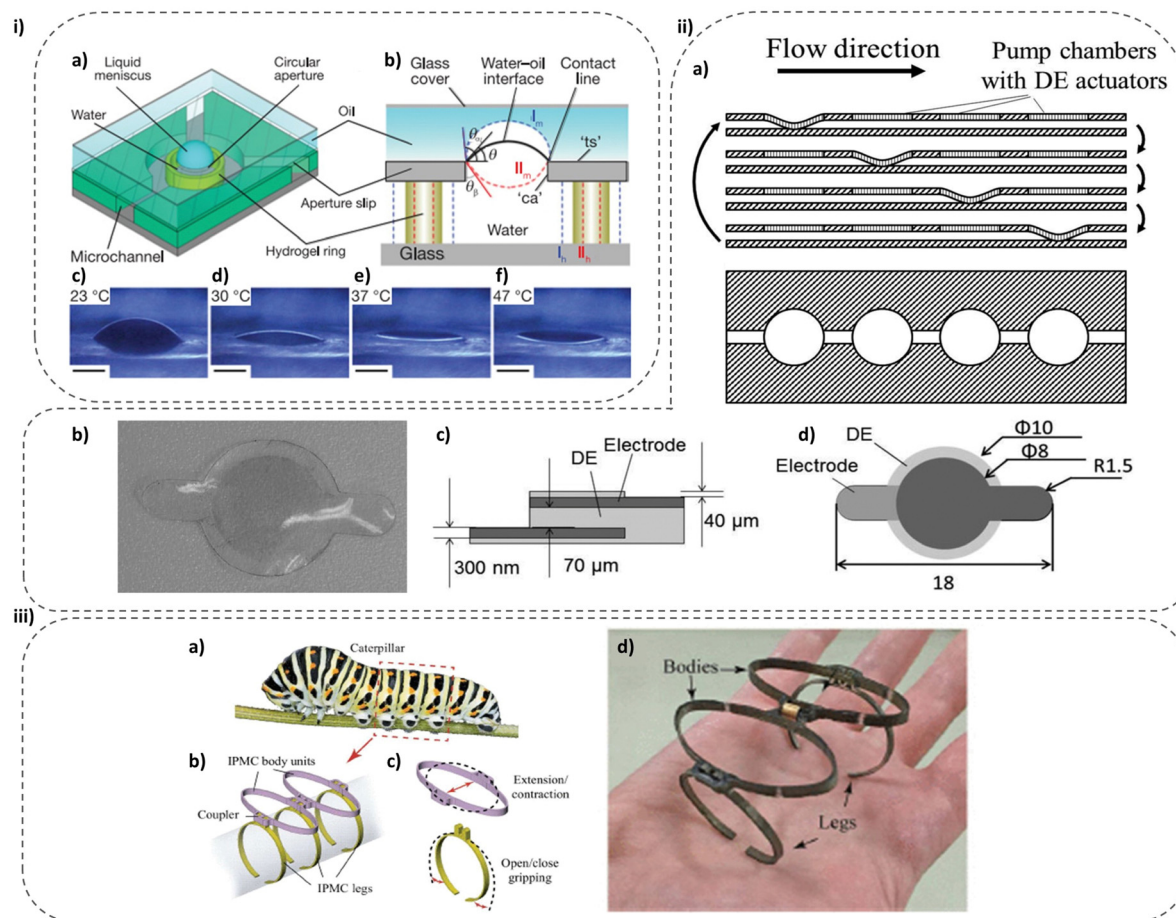 i)
a)
Liquid
meniscus
Circular
aperture
Water
Oil
Aperture slip
Hydrogel ring
Microchannel
b)
Glass
cover
Water–oil
interface
Contact
line
I m
θ∞
θ
'ts'
II m
θβ
'ca'
Water
Glass
I h
II h
c)
23 °C
d)
30 °C
e)
37 °C
f)
47 °C
ii)
a)
Flow direction
Pump chambers
with DE actuators
b)
c)
Electrode
DE
40 µm
300 nm
70 µm
d)
DE
Electrode
Φ10
Φ8
R1.5
18
iii)
a)
Caterpillar
b)
IPMC body units
Coupler
IPMC legs
c)
Extension/
contraction
Open/close
gripping
d)
Bodies
Legs